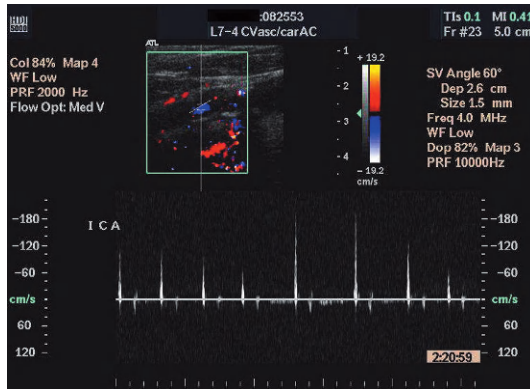 :082553
L7-4 CVasc/carAC
TIs 0.1 MI 0.41
Fr #23 5.0 cm
Col 84% Map 4
WF Low
PRF 2000 Hz
Flow Opt: Med V
ATL
- 1
- 2
- 3
- 4
+ 19.2
- 19.2
cm/s
SV Angle 60°
Dep 2.6 cm
Size 1.5 mm
Freq 4.0 MHz
WF Low
Dop 82% Map 3
PRF 10000Hz
ICA
-180
-120
-60
cm/s
60
120
-180
-120
-60
cm/s
60
120
2:20:59